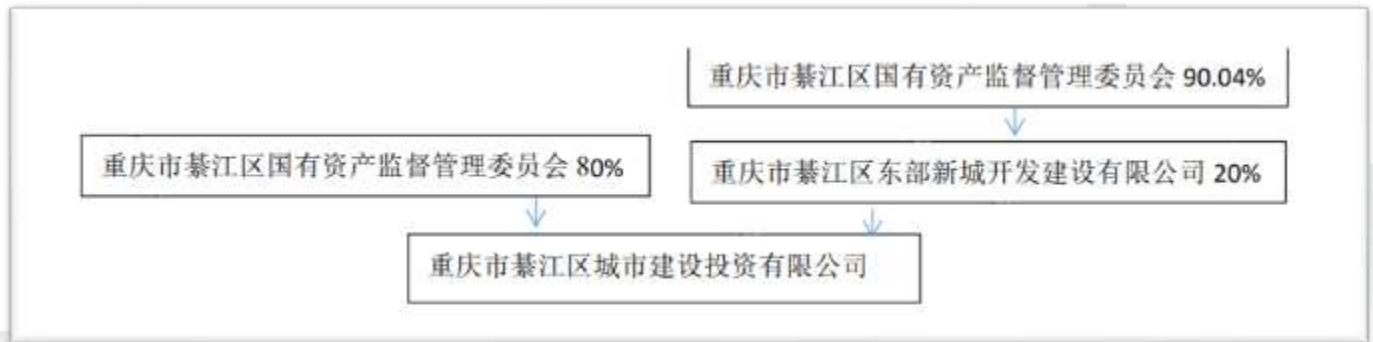 重庆市綦江区国有资产监督管理委员会 90.04%
重庆市綦江区国有资产监督管理委员会 80%
重庆市綦江区东部新城开发建设有限公司 20%
重庆市綦江区城市建设投资有限公司